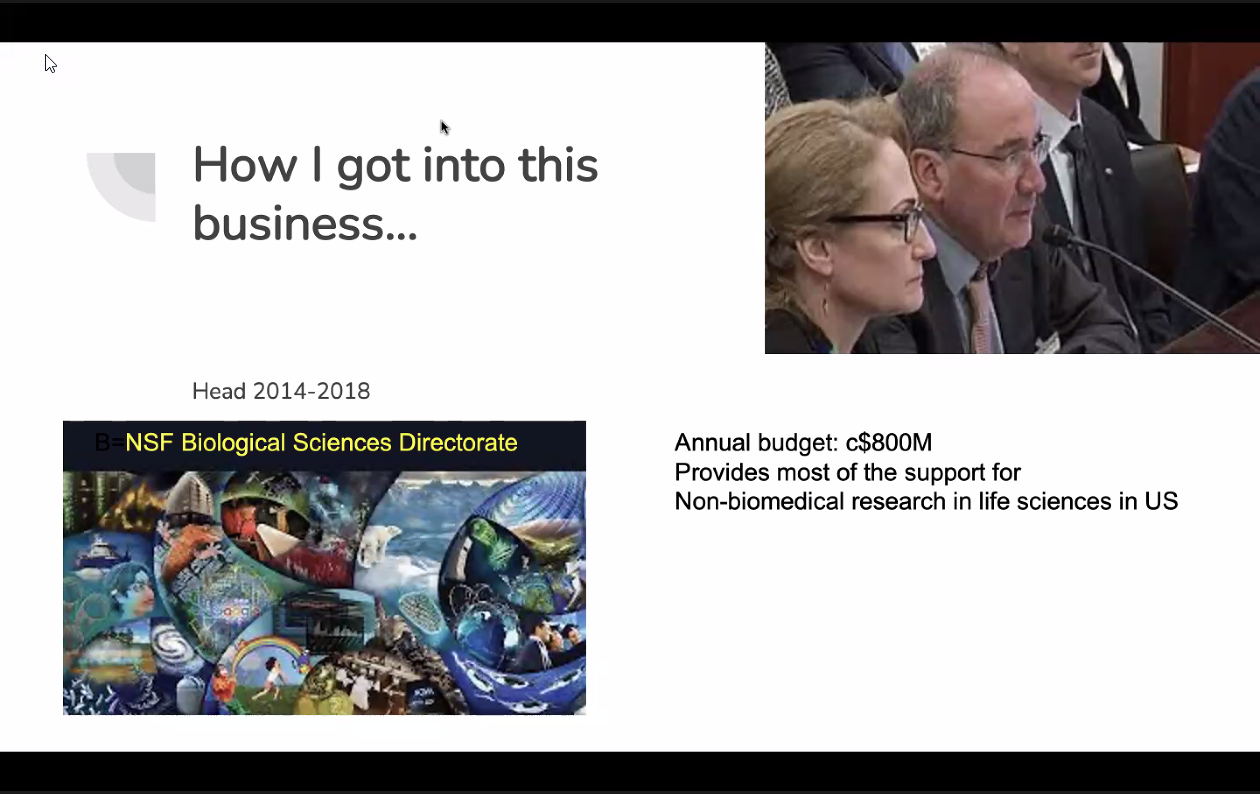 How I got into this
business...
Head 2014-2018
B=NSF Biological Sciences Directorate
Annual budget: c$800M
Provides most of the support for
Non-biomedical research in life sciences in US
Google